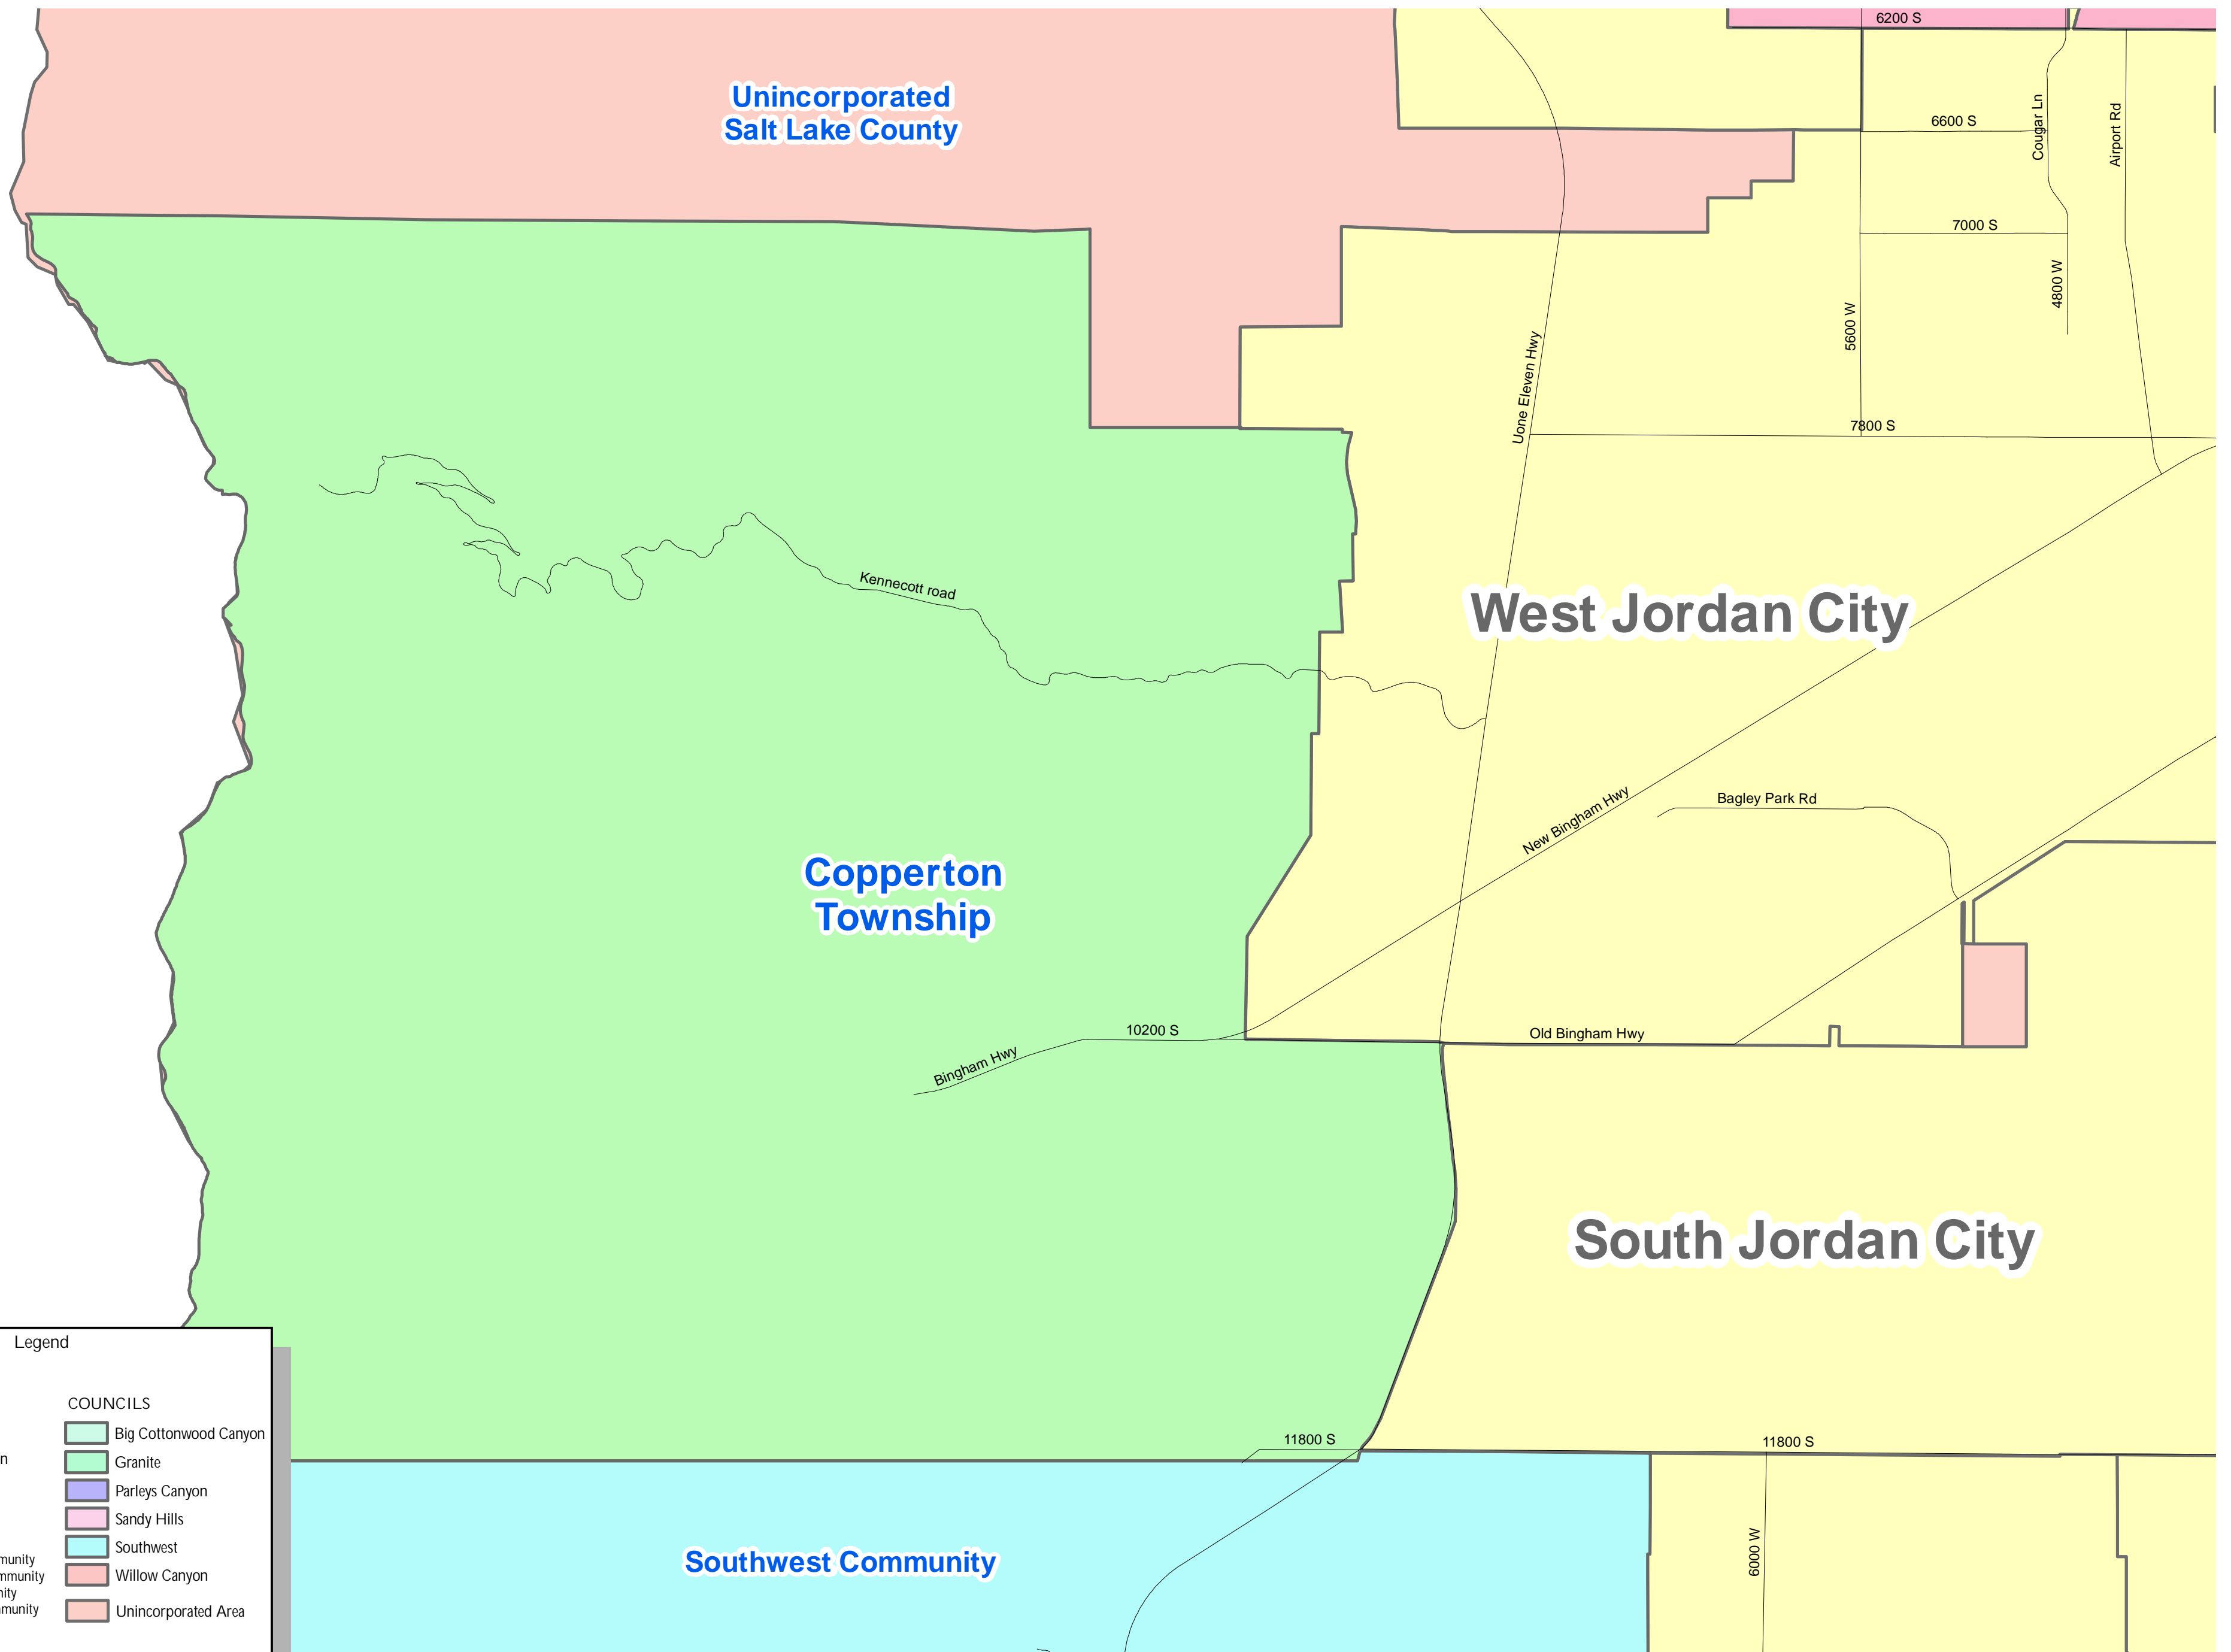 6200 S
Unincorporated
Salt Lake County
6600 S
Cougar Ln
Airport Rd
7000 S
4800 W
5600 W
Uone Eleven Hwy
7800 S
Kennecott road
West Jordan City
New Bingham Hwy
Bagley Park Rd
Copperton
Township
10200 S
Old Bingham Hwy
Bingham Hwy
South Jordan City
Legend
COUNCILS
Big Cottonwood Canyon
Granite
Parleys Canyon
Sandy Hills
Southwest
Willow Canyon
Unincorporated Area
11800 S
11800 S
6000 W
Southwest Community